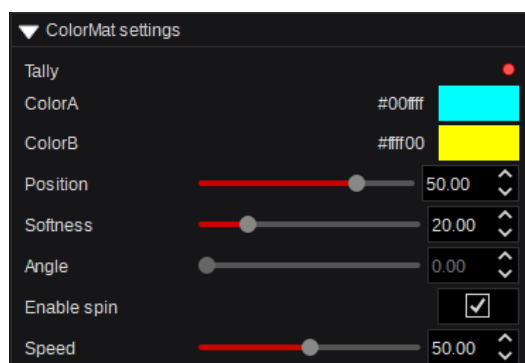 ColorMat settings
Tally
ColorA #00ffff
ColorB #ffff00
Position 50.00
Softness 20.00
Angle 0.00
Enable spin
Speed 50.00